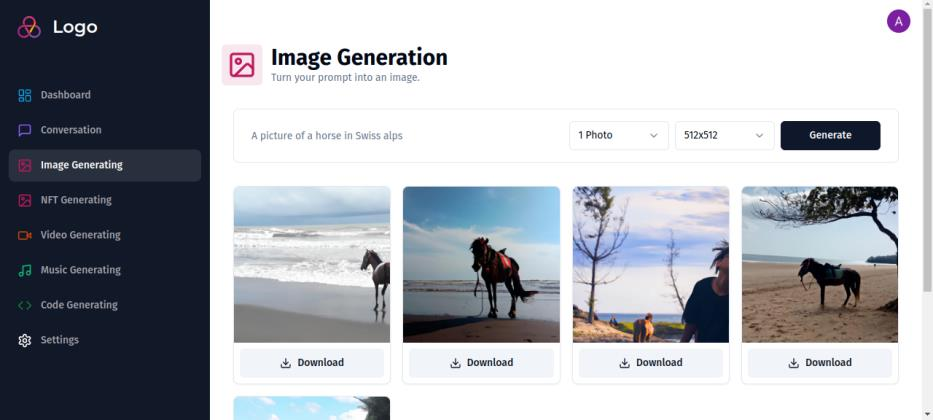 Logo
A
Image Generation
Turn your prompt into an image.
Dashboard
Conversation
Image Generating
NFT Generating
Video Generating
Music Generating
Code Generating
Settings
A picture of a horse in Swiss alps
1 Photo
512x512
Generate
Download
Download
Download
Download